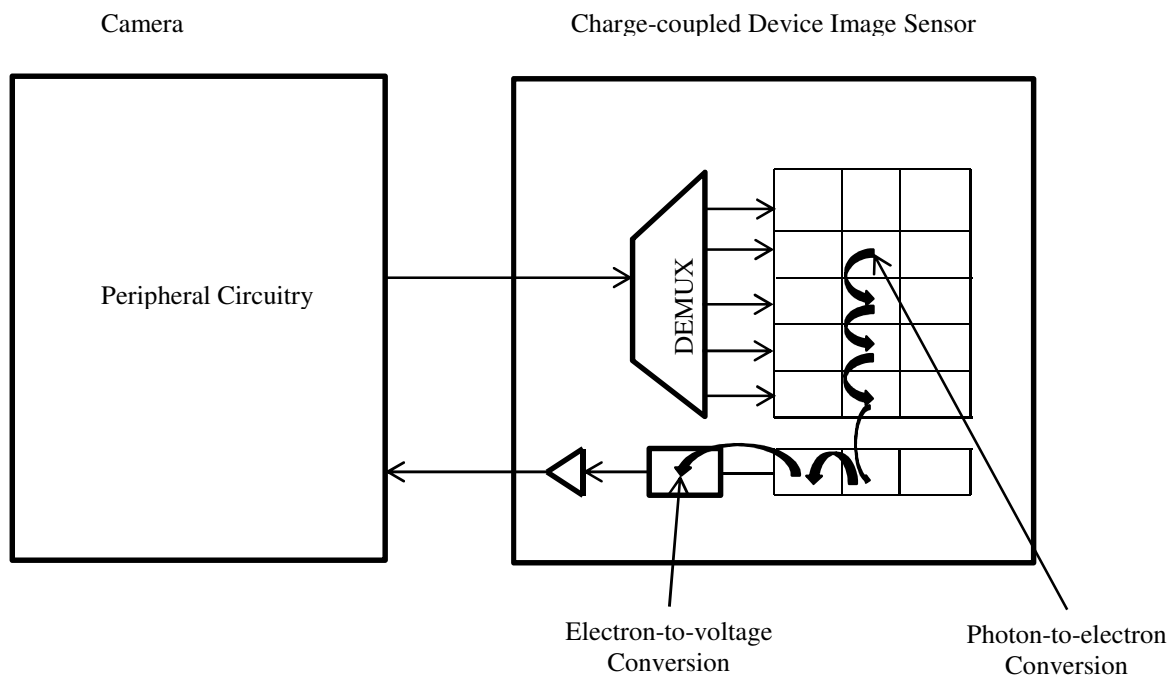 Camera
Charge-coupled Device Image Sensor
Peripheral Circuitry
DEMUX
Electron-to-voltage
Conversion
Photon-to-electron
Conversion